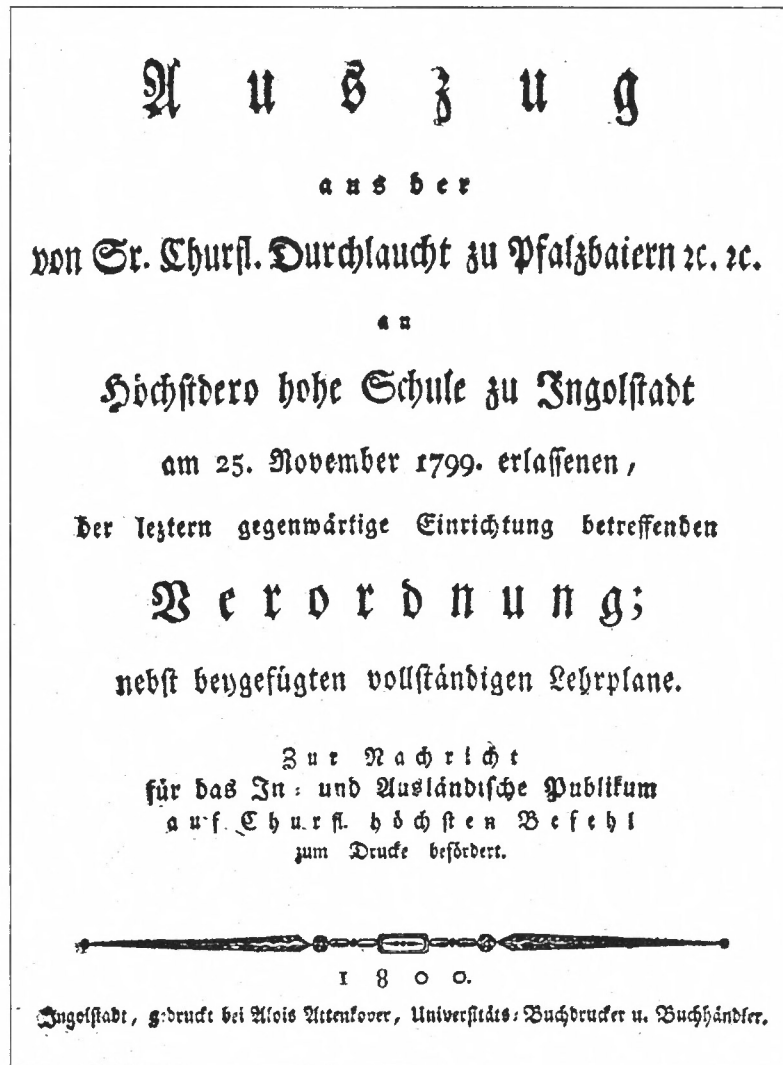 Auszug
aus der
von Sr. Churfl. Durchlaucht zu Pfalzbaiern ꝛc. ꝛc.
an
Höchstdero hohe Schule zu Ingolstadt
am 25. November 1799. erlassenen,
der leztern gegenwärtige Einrichtung betreffenden
Verordnung;
nebst beygefügten vollständigen Lehrplane.
Zur Nachricht
für das In- und Ausländische Publikum
auf Churfl. höchsten Befehl
zum Drucke befördert.
1800.
Ingolstadt, gedruckt bei Alois Attenkover, Universitäts-Buchdrucker u. Buchhändler.